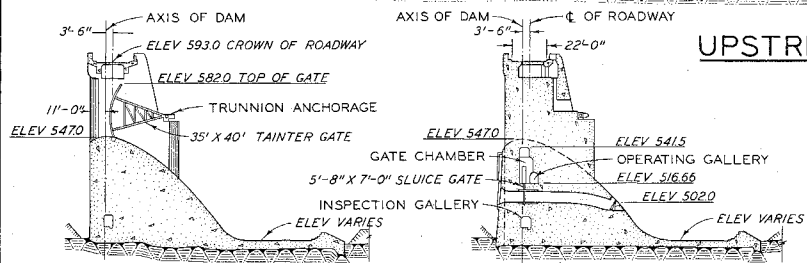 AXIS OF DAM
3'-6"
ELEV 593.0 CROWN OF ROADWAY
ELEV 582.0 TOP OF GATE
11'-0"
TRUNNION ANCHORAGE
ELEV 547.0
35' X 40' TAINTER GATE
ELEV VARIES
AXIS OF DAM
℄ OF ROADWAY
3'-6"
22'-0"
UPSTRE
ELEV 547.0
ELEV 541.5
GATE CHAMBER
OPERATING GALLERY
5'-8" X 7'-0" SLUICE GATE
ELEV 516.66
ELEV 502.0
INSPECTION GALLERY
ELEV VARIES